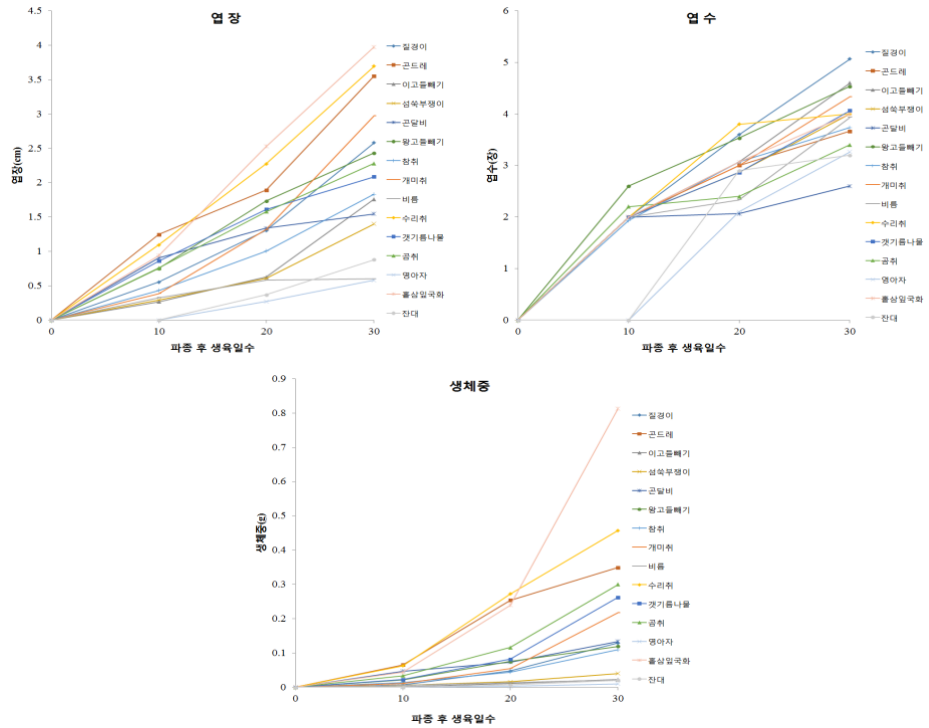 엽 장
4.5
4
3.5
3
2.5
2
1.5
1
0.5
0
엽장(cm)
0 10 20 30
파종 후 생육일수
질경이
곤드레
이고들빼기
섬쑥부쟁이
곤달비
왕고들빼기
참취
개미취
비름
수리취
갯기름나물
곰취
영아자
홀삼잎국화
잔대
엽 수
6
5
4
3
2
1
0
엽수(장)
0 10 20 30
파종 후 생육일수
질경이
곤드레
이고들빼기
섬쑥부쟁이
곤달비
왕고들빼기
참취
개미취
비름
수리취
갯기름나물
곰취
영아자
홀삼잎국화
잔대
생체중
0.9
0.8
0.7
0.6
0.5
0.4
0.3
0.2
0.1
0
생체중(g)
0 10 20 30
파종 후 생육일수
질경이
곤드레
이고들빼기
섬쑥부쟁이
곤달비
왕고들빼기
참취
개미취
비름
수리취
갯기름나물
곰취
영아자
홀삼잎국화
잔대